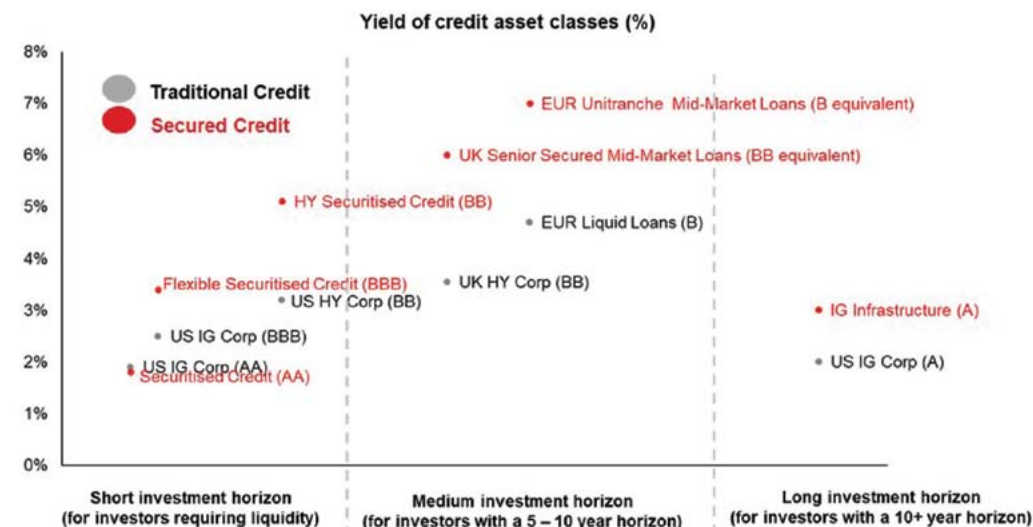 Yield of credit asset classes (%)
8%
7%
6%
5%
4%
3%
2%
1%
0%
Traditional Credit
Secured Credit
EUR Unitranche Mid-Market Loans (B equivalent)
UK Senior Secured Mid-Market Loans (BB equivalent)
HY Securitised Credit (BB)
EUR Liquid Loans (B)
Flexible Securitised Credit (BBB)
UK HY Corp (BB)
US HY Corp (BB)
IG Infrastructure (A)
US IG Corp (BBB)
US IG Corp (AA)
US IG Corp (A)
Securitised Credit (AA)
Short investment horizon
(for investors requiring liquidity)
Medium investment horizon
(for investors with a 5 – 10 year horizon)
Long investment horizon
(for investors with a 10+ year horizon)